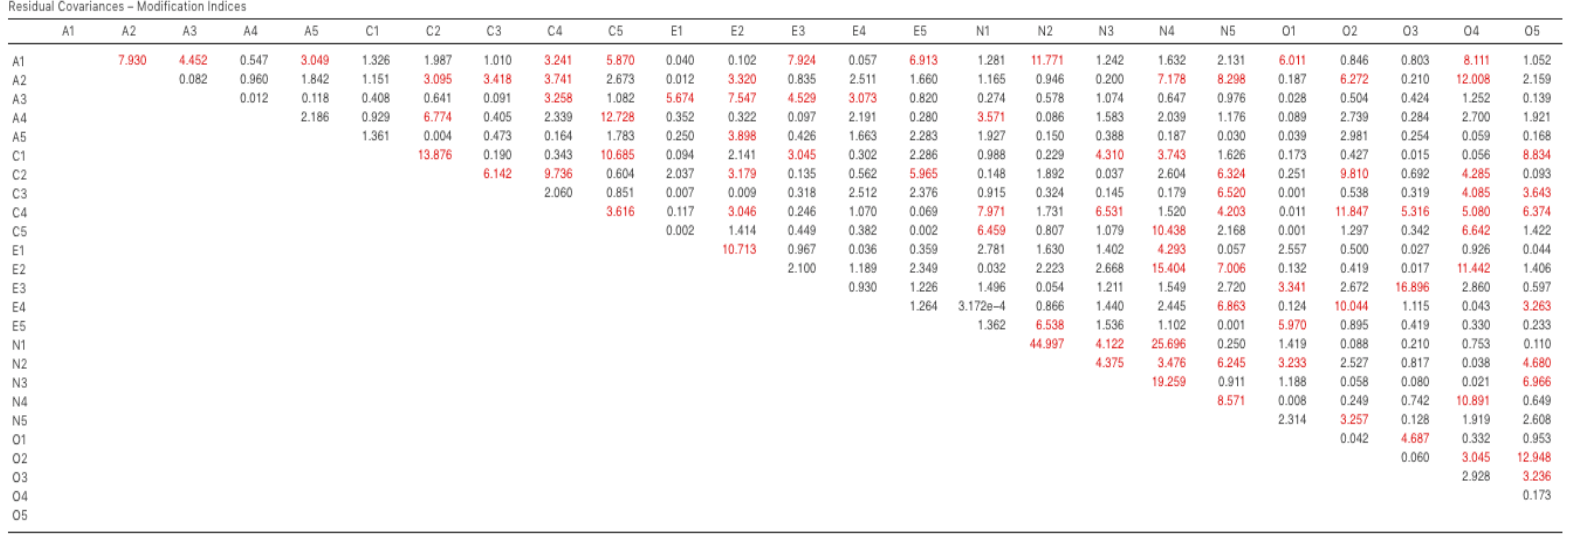 Residual Covariances – Modification Indices
A1 A2 A3 A4 A5 C1 C2 C3 C4 C5 E1 E2 E3 E4 E5 N1 N2 N3 N4 N5 O1 O2 O3 O4 O5
A1 7.930 4.452 0.547 3.049 1.326 1.987 1.010 3.241 5.870 0.040 0.102 7.924 0.057 6.913 1.281 11.771 1.242 1.632 2.131 6.011 0.846 0.803 8.111 1.052
A2 0.082 0.960 1.842 1.151 3.095 3.418 3.741 2.673 0.012 3.320 0.835 2.511 1.660 1.165 0.946 0.200 7.178 8.298 0.187 6.272 0.210 12.008 2.159
A3 0.012 0.118 0.408 0.641 0.091 3.258 1.082 5.674 7.547 4.529 3.073 0.820 0.274 0.578 1.074 0.647 0.976 0.028 0.504 0.424 1.252 0.139
A4 2.186 0.929 6.774 0.405 2.339 12.728 0.352 0.322 0.097 2.191 0.280 3.571 0.086 1.583 2.039 1.176 0.089 2.739 0.284 2.700 1.921
A5 1.361 0.004 0.473 0.164 1.783 0.250 3.898 0.426 1.663 2.283 1.927 0.150 0.388 0.187 0.030 0.039 2.981 0.254 0.059 0.168
C1 13.876 0.190 0.343 10.685 0.094 2.141 3.045 0.302 2.286 0.988 0.229 4.310 3.743 1.626 0.173 0.427 0.015 0.056 8.834
C2 6.142 9.736 0.604 2.037 3.179 0.135 0.562 5.965 0.148 1.892 0.037 2.604 6.324 0.251 9.810 0.692 4.285 0.093
C3 2.060 0.851 0.007 0.009 0.318 2.512 2.376 0.915 0.324 0.145 0.179 6.520 0.001 0.538 0.319 4.085 3.643
C4 3.616 0.117 3.046 0.246 1.070 0.069 7.971 1.731 6.531 1.520 4.203 0.011 11.847 5.316 5.080 6.374
C5 0.002 1.414 0.449 0.382 0.002 6.459 0.807 1.079 10.438 2.168 0.001 1.297 0.342 6.642 1.422
E1 10.713 0.967 0.036 0.359 2.781 1.630 1.402 4.293 0.057 2.557 0.500 0.027 0.926 0.044
E2 2.100 1.189 2.349 0.032 2.223 2.668 15.404 7.006 0.132 0.419 0.017 11.442 1.406
E3 0.930 1.226 1.496 0.054 1.211 1.549 2.720 3.341 2.672 16.896 2.860 0.597
E4 1.264 3.172e−4 0.866 1.440 2.445 6.863 0.124 10.044 1.115 0.043 3.263
E5 1.362 6.538 1.536 1.102 0.001 5.970 0.895 0.419 0.330 0.233
N1 44.997 4.122 25.696 0.250 1.419 0.088 0.210 0.753 0.110
N2 4.375 3.476 6.245 3.233 2.527 0.817 0.038 4.680
N3 19.259 0.911 1.188 0.058 0.080 0.021 6.966
N4 8.571 0.008 0.249 0.742 10.891 0.649
N5 2.314 3.257 0.128 1.919 2.608
O1 0.042 4.687 0.332 0.953
O2 0.060 3.045 12.948
O3 2.928 3.236
O4 0.173
O5